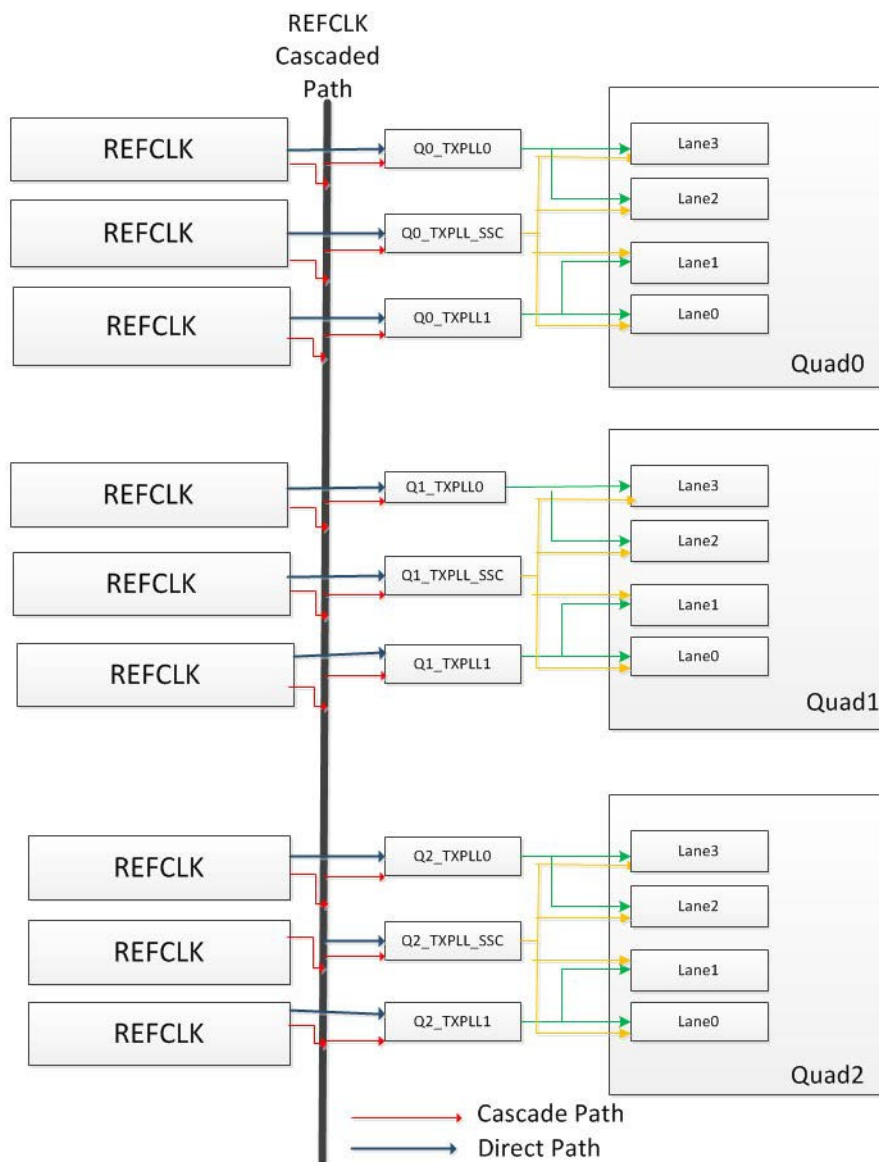 REFCLK
Cascaded
Path
REFCLK
Q0_TXPLL0
Lane3
Lane2
REFCLK
Q0_TXPLL_SSC
Lane1
REFCLK
Q0_TXPLL1
Lane0
Quad0
REFCLK
Q1_TXPLL0
Lane3
Lane2
REFCLK
Q1_TXPLL_SSC
Lane1
REFCLK
Q1_TXPLL1
Lane0
Quad1
REFCLK
Q2_TXPLL0
Lane3
Lane2
REFCLK
Q2_TXPLL_SSC
Lane1
REFCLK
Q2_TXPLL1
Lane0
Quad2
Cascade Path
Direct Path